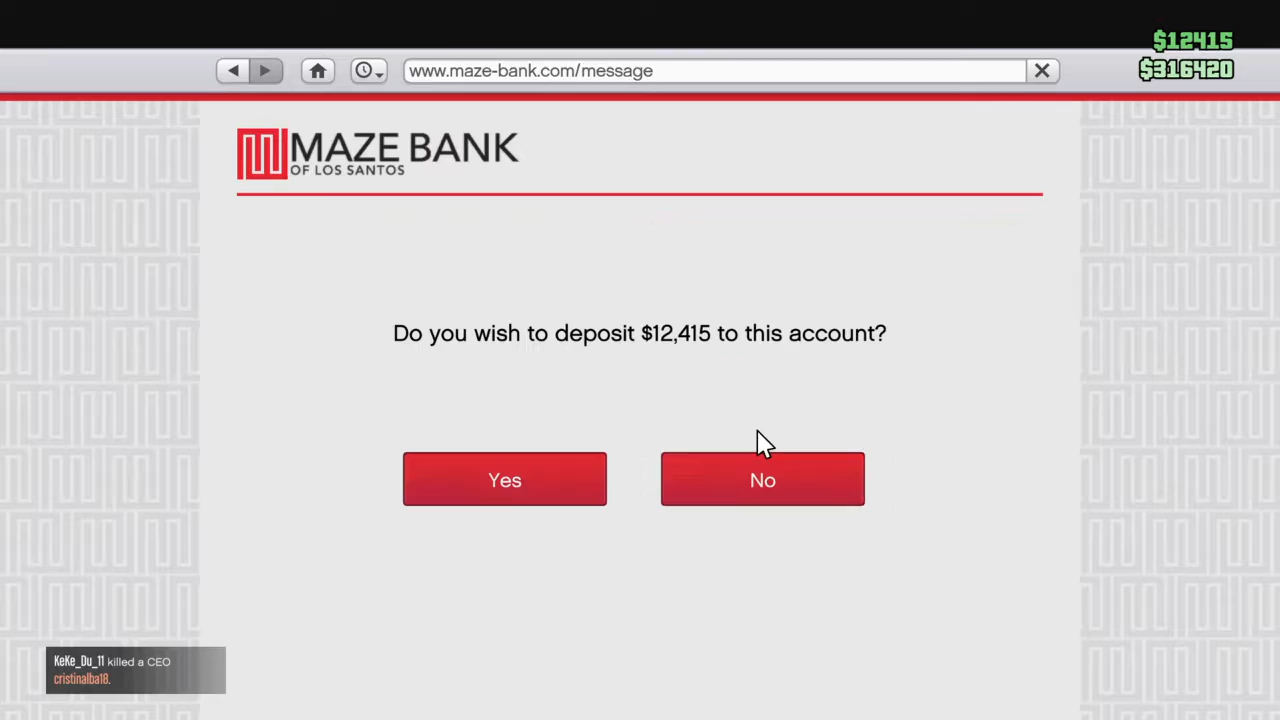 $12415
www.maze-bank.com/message
$316420
MAZE BANK
OF LOS SANTOS
Do you wish to deposit $12,415 to this account?
Yes
No
KeKe_Du_11 killed a CEO
cristinalba18.